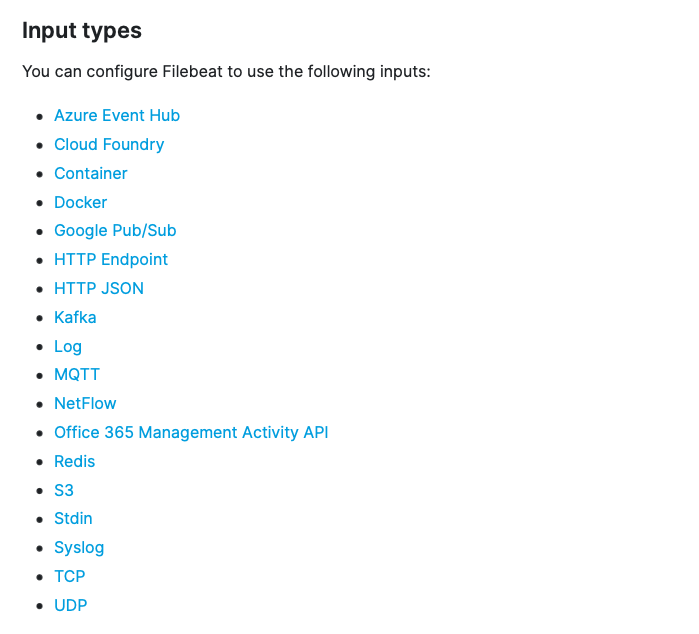 Input types
You can configure Filebeat to use the following inputs:
Azure Event Hub
Cloud Foundry
Container
Docker
Google Pub/Sub
HTTP Endpoint
HTTP JSON
Kafka
Log
MQTT
NetFlow
Office 365 Management Activity API
Redis
S3
Stdin
Syslog
TCP
UDP